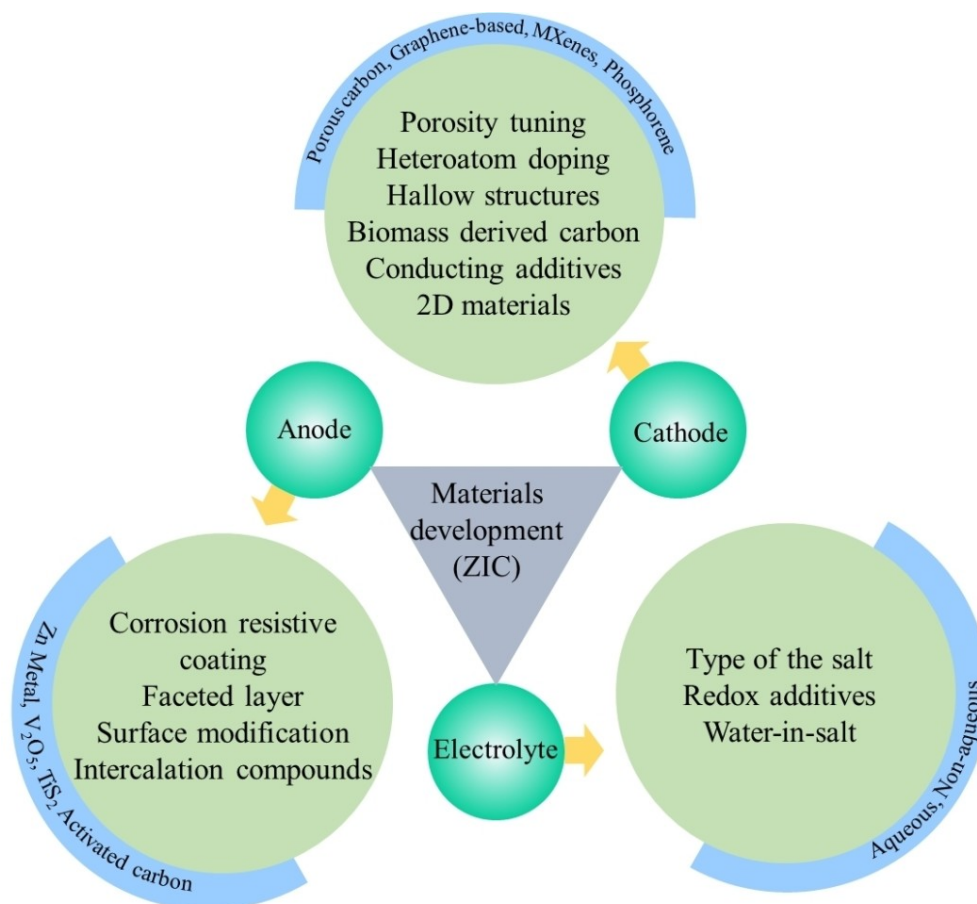 Porous carbon, Graphene-based, MXenes, Phosphorene
Porosity tuning
Heteroatom doping
Hallow structures
Biomass derived carbon
Conducting additives
2D materials
Anode
Cathode
Materials
development
(ZIC)
Zn Metal, V₂O₅, TiS₂ Activated carbon
Corrosion resistive
coating
Faceted layer
Surface modification
Intercalation compounds
Electrolyte
Type of the salt
Redox additives
Water-in-salt
Aqueous, Non-aqueous